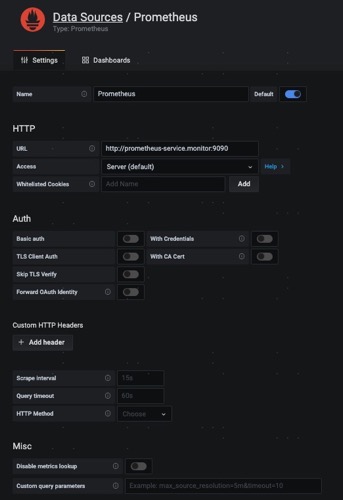 Data Sources / Prometheus
Type: Prometheus
Settings
Dashboards
Name
Prometheus
Default
HTTP
URL
http://prometheus-service.monitor:9090
Access
Server (default)
Help
Whitelisted Cookies
Add Name
Add
Auth
Basic auth
With Credentials
TLS Client Auth
With CA Cert
Skip TLS Verify
Forward OAuth Identity
Custom HTTP Headers
+ Add header
Scrape interval
15s
Query timeout
60s
HTTP Method
Choose
Misc
Disable metrics lookup
Custom query parameters
Example: max_source_resolution=5m&timeout=10